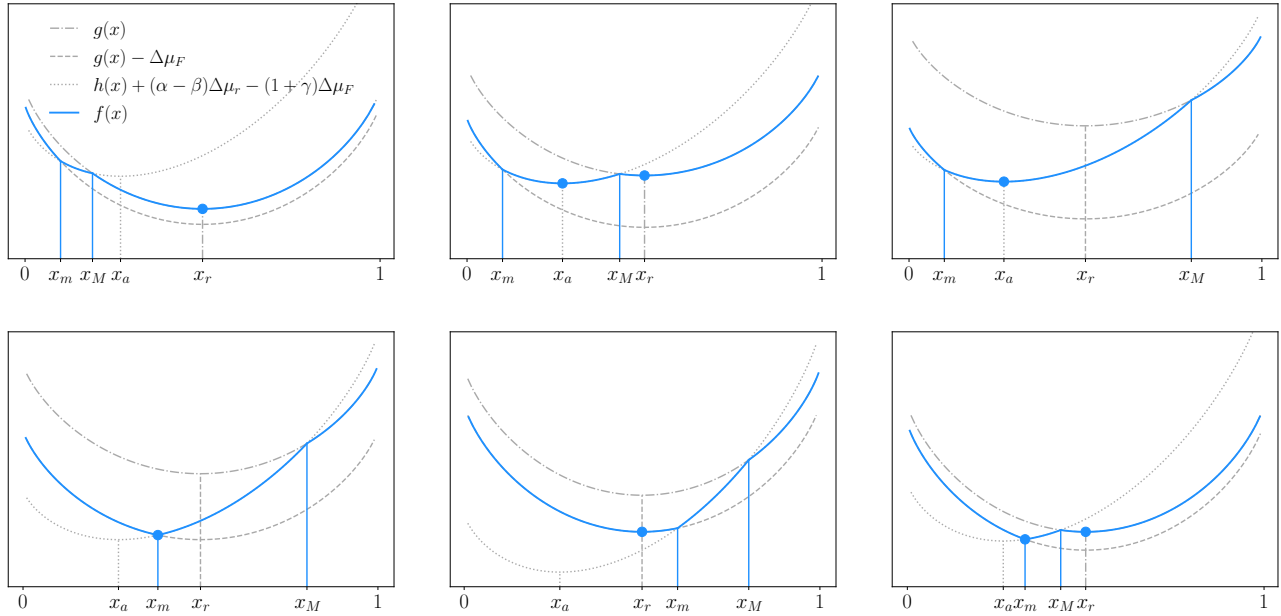 g(x)
g(x) − Δμ_F
h(x) + (α − β)Δμ_r − (1 + γ)Δμ_F
f(x)
0 x_m x_M x_a x_r 1
0 x_m x_a x_M x_r 1
0 x_m x_a x_r x_M 1
0 x_a x_m x_r x_M 1
0 x_a x_r x_m x_M 1
0 x_a x_m x_M x_r 1